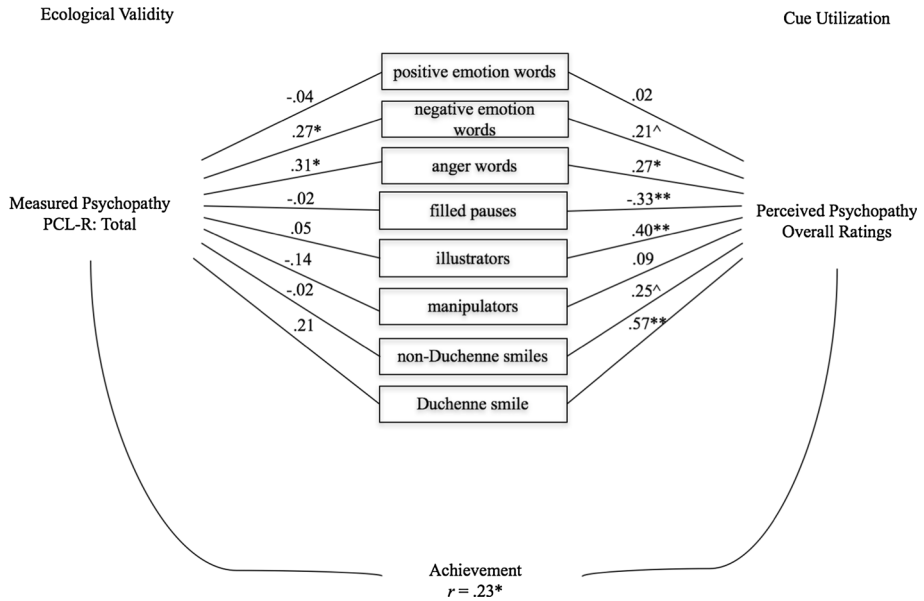 Ecological Validity
Cue Utilization
positive emotion words
-.04
.02
negative emotion
words
.27*
.21^
anger words
.31*
.27*
filled pauses
-.02
-.33**
Measured Psychopathy
PCL-R: Total
Perceived Psychopathy
Overall Ratings
illustrators
.05
.40**
manipulators
-.14
.09
non-Duchenne smiles
-.02
.25^
Duchenne smile
.21
.57**
Achievement
r = .23*